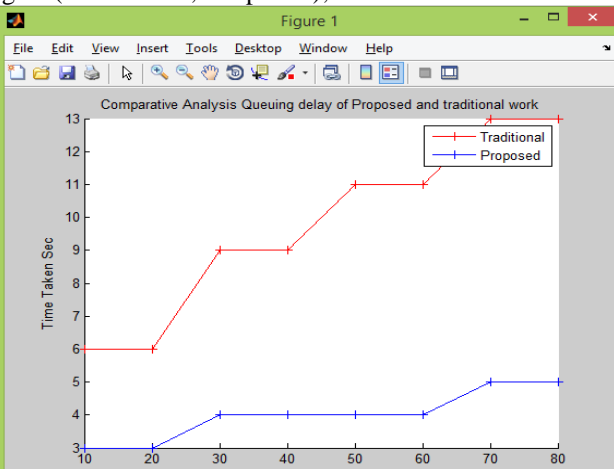 Figure 1
File Edit View Insert Tools Desktop Window Help
Comparative Analysis Queuing delay of Proposed and traditional work
Traditional
Proposed
Time Taken Sec
13
12
11
10
9
8
7
6
5
4
3
10 20 30 40 50 60 70 80